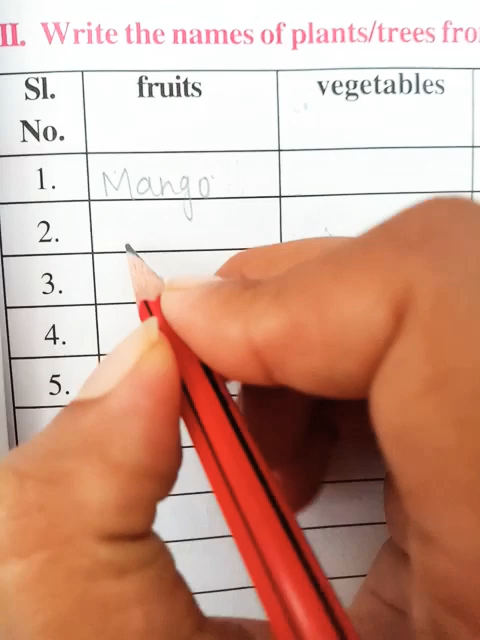 II. Write the names of plants/trees fro
Sl. No. fruits vegetables
1. Mango
2.
3.
4.
5.